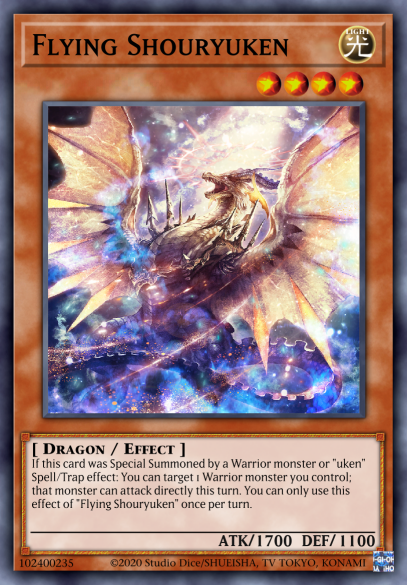 FLYING SHOURYUKEN
LIGHT
光
[ DRAGON / EFFECT ]
If this card was Special Summoned by a Warrior monster or "uken"
Spell/Trap effect: You can target 1 Warrior monster you control;
that monster can attack directly this turn. You can only use this
effect of "Flying Shouryuken" once per turn.
ATK/1700 DEF/1100
102400235
©2020 Studio Dice/SHUEISHA, TV TOKYO, KONAMI